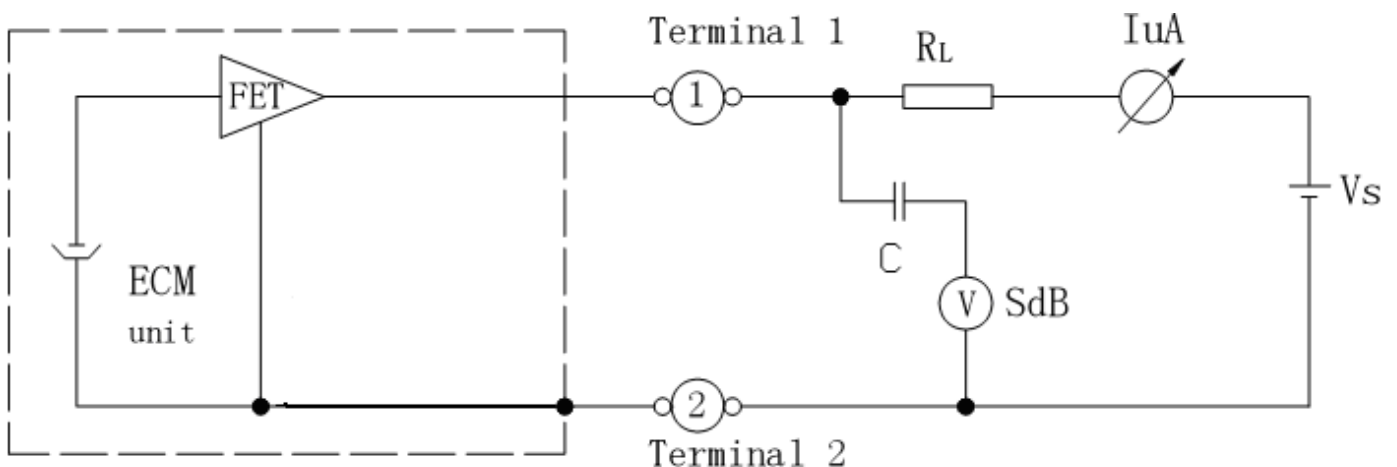 Terminal 1
RL
IuA
FET
1
Vs
C
ECM
unit
V
SdB
2
Terminal 2